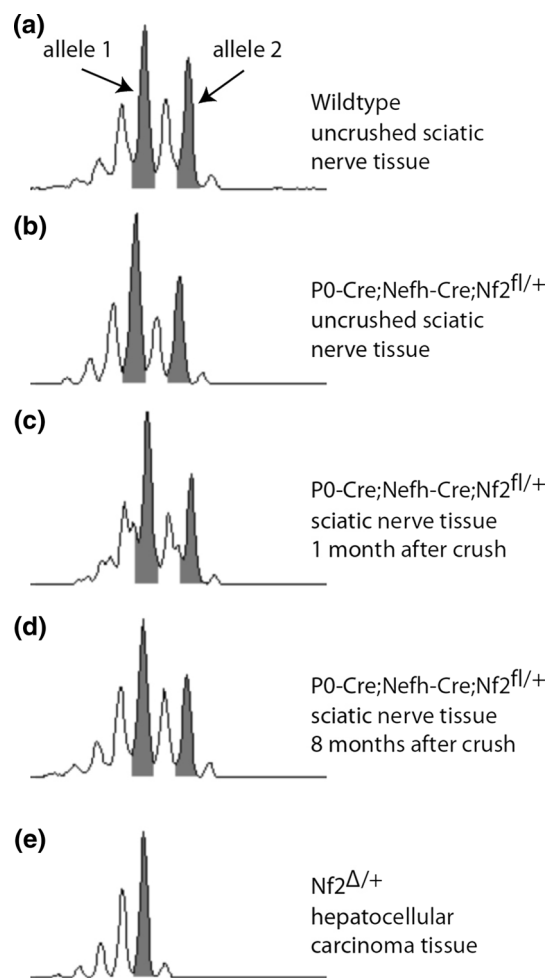 (a)
allele 1
allele 2
Wildtype
uncrushed sciatic
nerve tissue
(b)
P0-Cre;Nefh-Cre;Nf2fl/+
uncrushed sciatic
nerve tissue
(c)
P0-Cre;Nefh-Cre;Nf2fl/+
sciatic nerve tissue
1 month after crush
(d)
P0-Cre;Nefh-Cre;Nf2fl/+
sciatic nerve tissue
8 months after crush
(e)
Nf2Δ/+
hepatocellular
carcinoma tissue